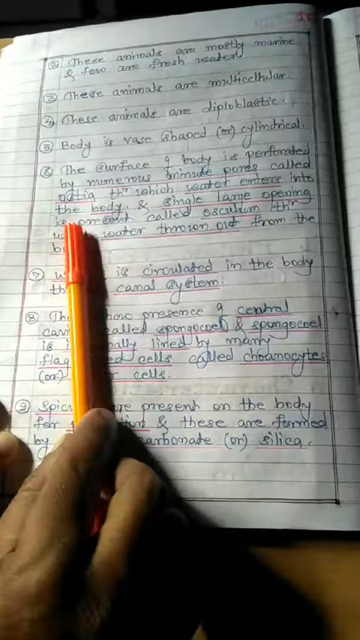 ② These animals are mostly marine
& few are fresh water
③ These animals are multicellular.
④ These animals are diploblastic.
⑤ Body is vase shaped (or) cylindrical.
⑥ The surface of body is perforated
by numerous minute pores called
ostia thr which water enters into
the body & single large opening
is present called osculum thr
water thrown out from the
⑦ is circulated in the body
canal system.
⑧ presence of central
called spongocoel & spongocoel
is lined by many
cells called choanocytes
(or) cells.
⑨ are present on the body
for & these are formed
by carbonate (or) silica.